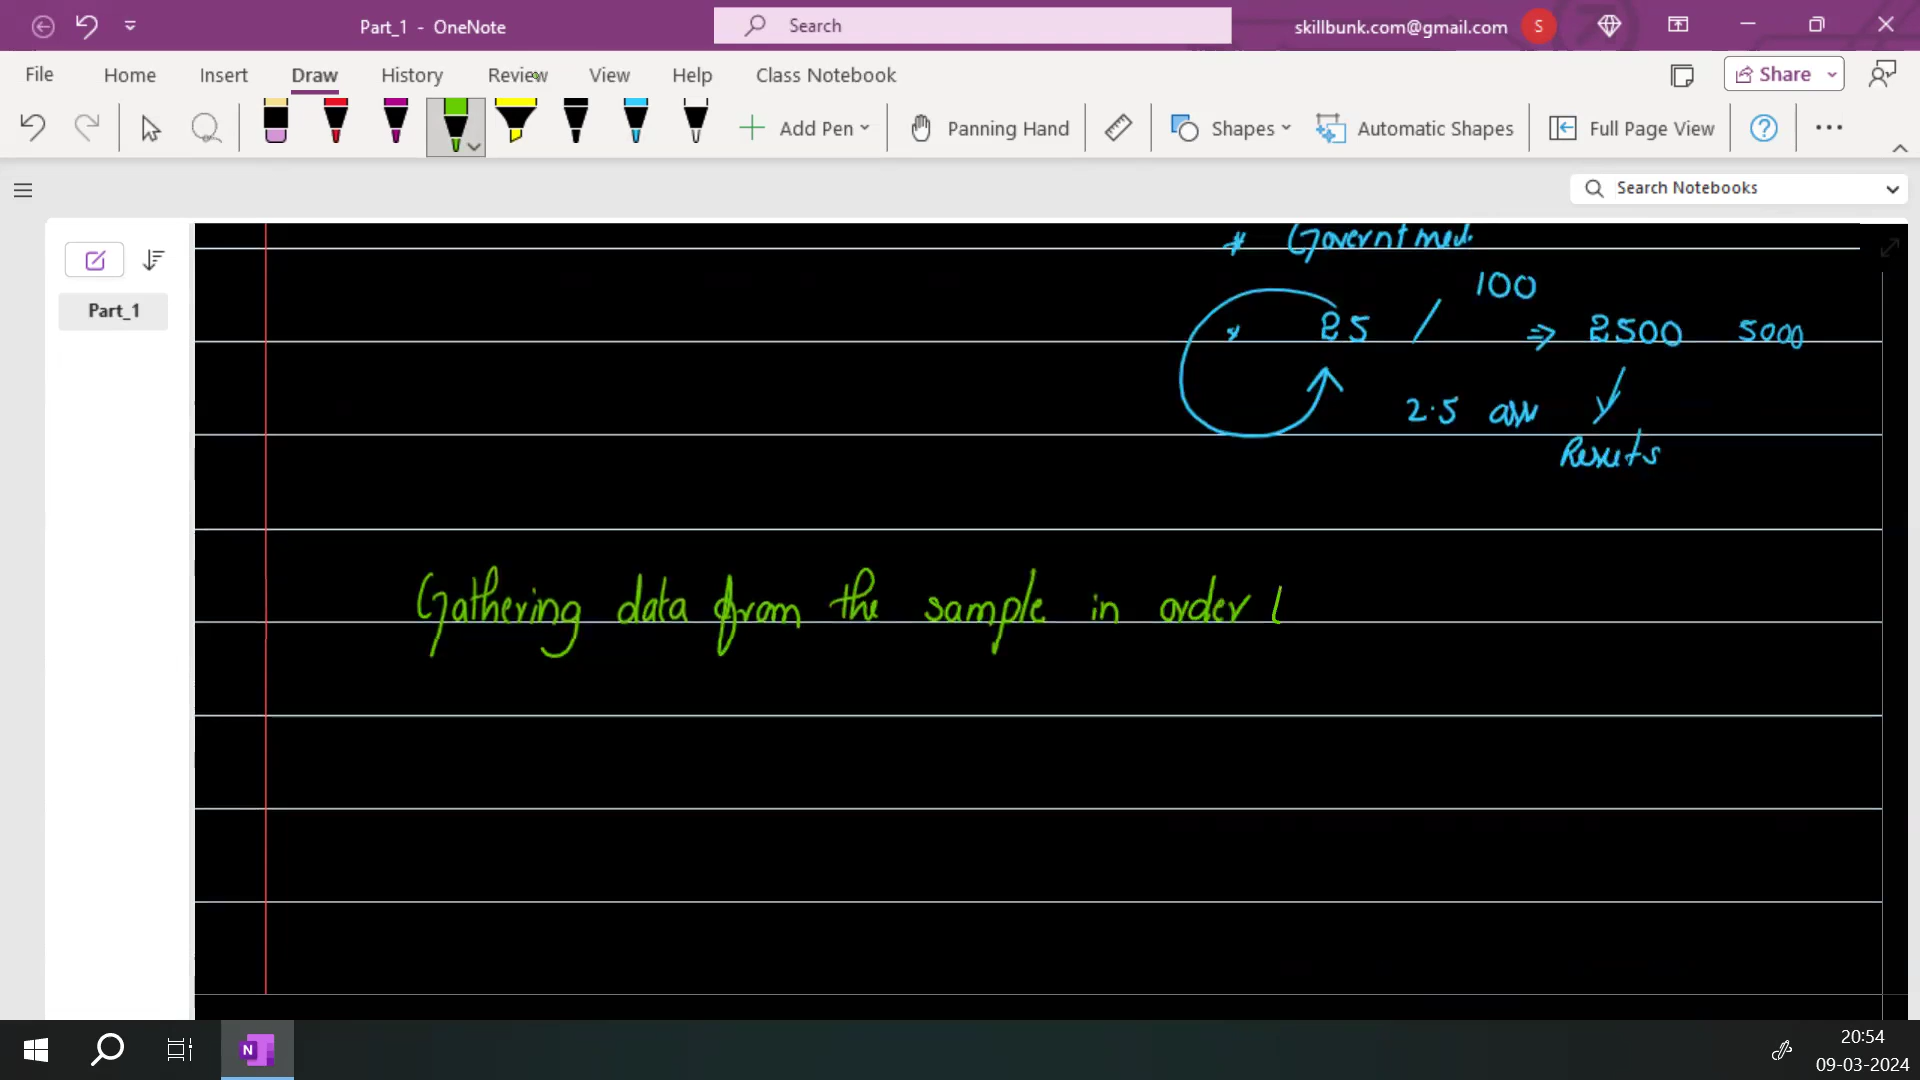 Part_1 - OneNote
Search
skillbunk.com@gmail.com
S
File Home Insert Draw History Review View Help Class Notebook
Share
Add Pen
Panning Hand
Shapes
Automatic Shapes
Full Page View
Search Notebooks
Part_1
* 
100
* 25 / ⇒ 2500 5000
2.5
Gathering data from the sample in order
N
20:54
09-03-2024